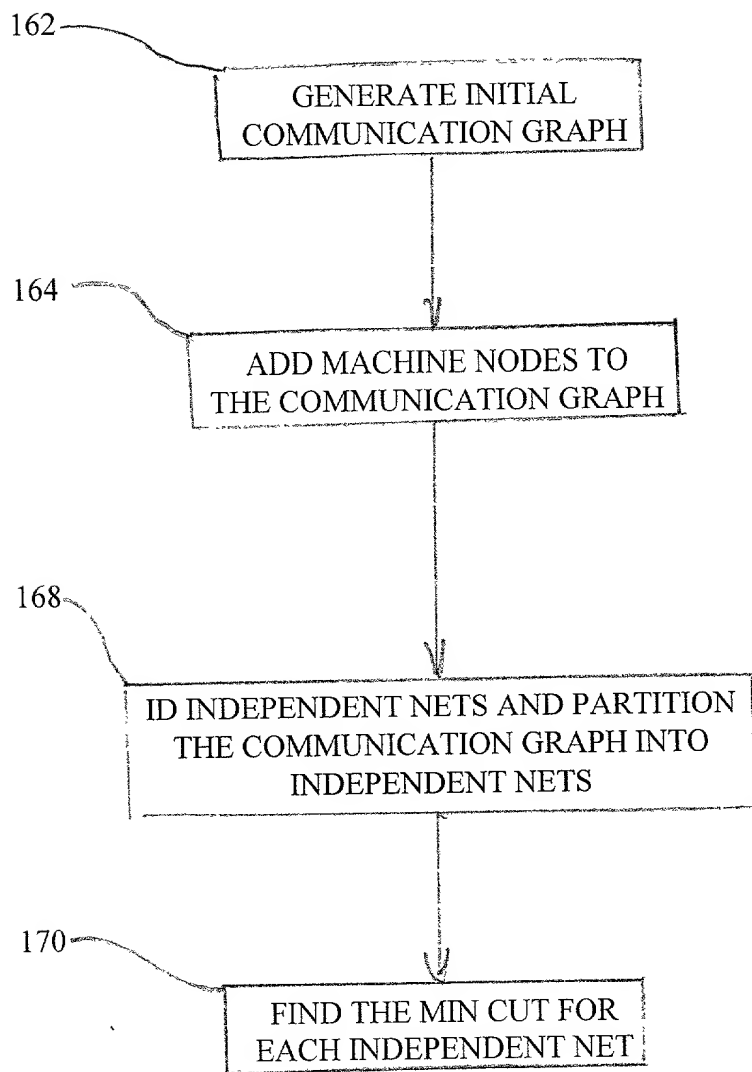 162
GENERATE INITIAL
COMMUNICATION GRAPH
164
ADD MACHINE NODES TO
THE COMMUNICATION GRAPH
168
ID INDEPENDENT NETS AND PARTITION
THE COMMUNICATION GRAPH INTO
INDEPENDENT NETS
170
FIND THE MIN CUT FOR
EACH INDEPENDENT NET